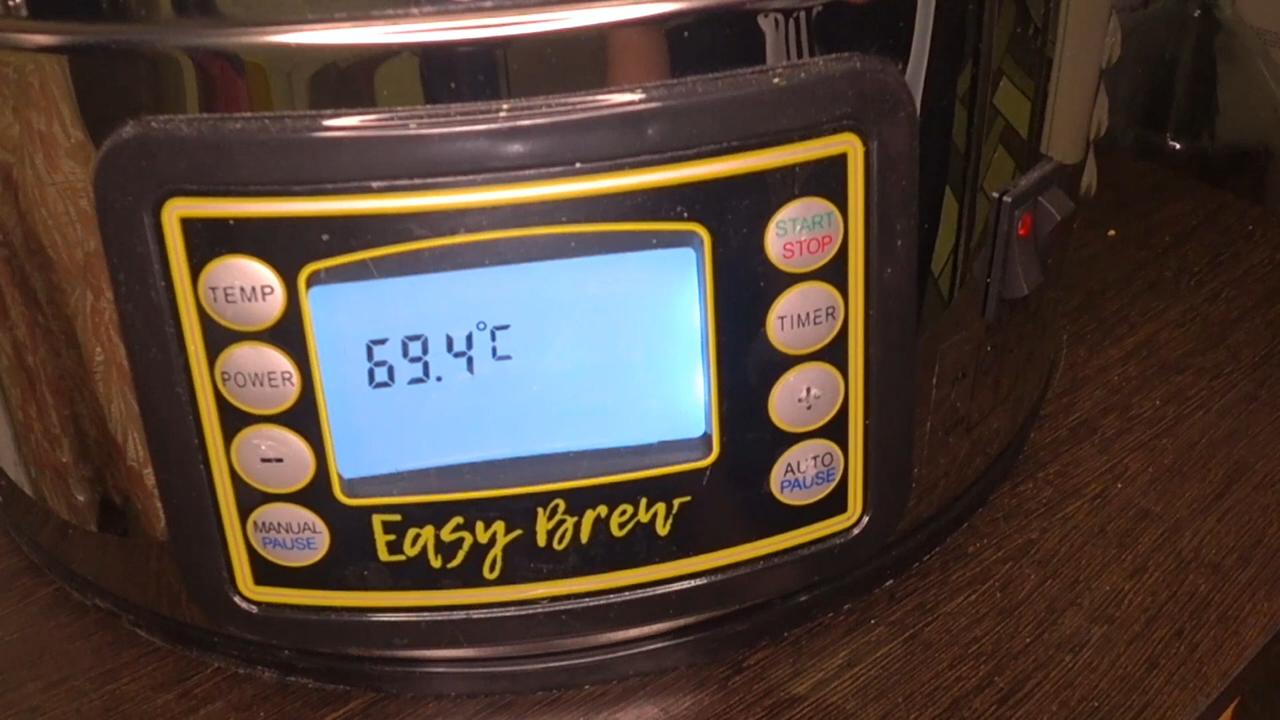 TEMP
POWER
-
MANUAL
PAUSE
69.4°C
Easy Brew
START
STOP
TIMER
+
AUTO
PAUSE